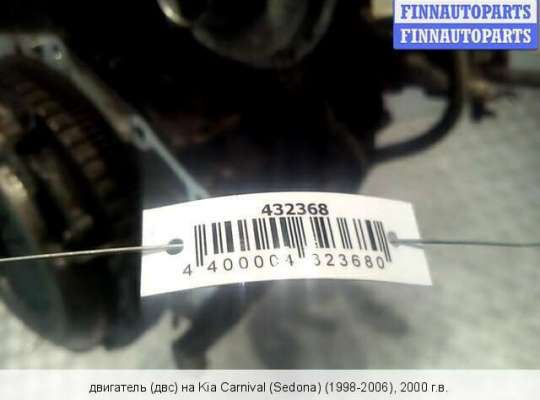 FINNAUTOPARTS
FINNAUTOPARTS
432368
4 400004 323680
двигатель (двс) на Kia Carnival (Sedona) (1998-2006), 2000 г.в.